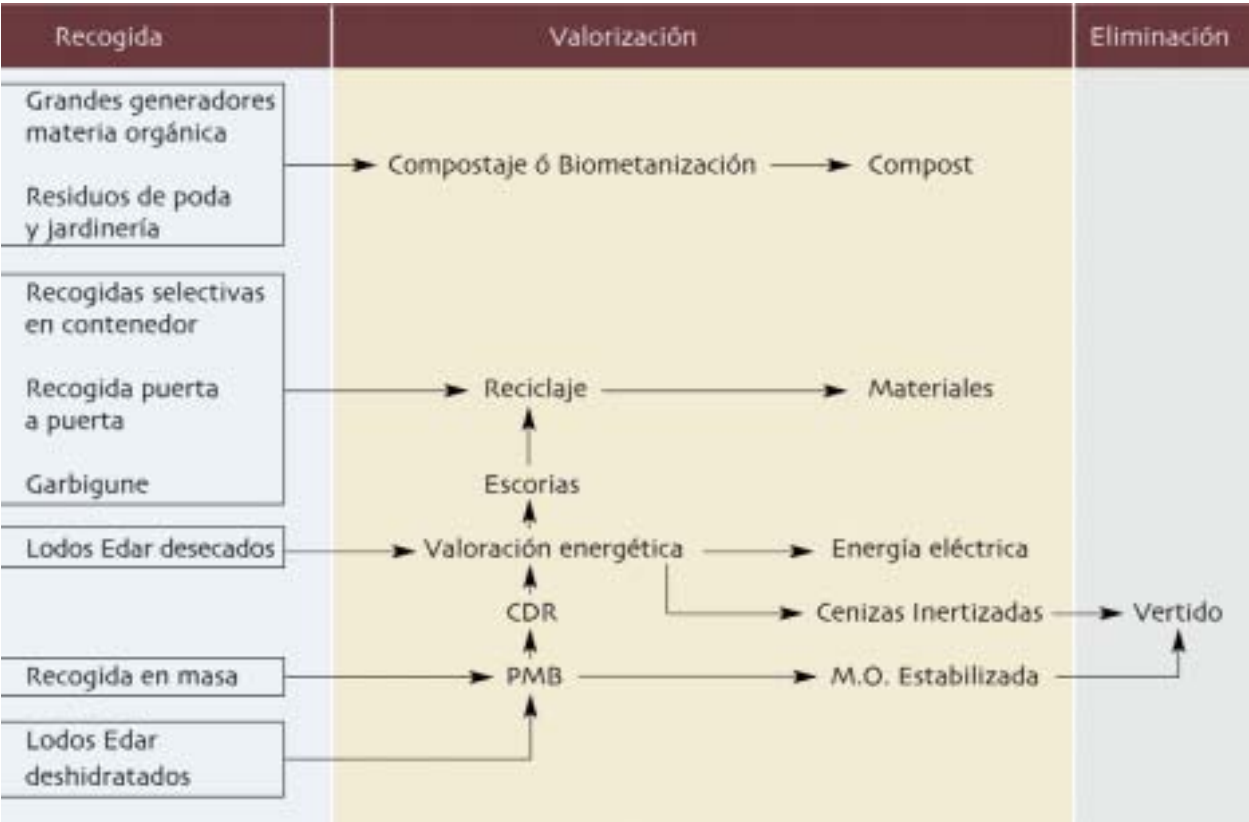 Recogida
Valorización
Eliminación
Grandes generadores
materia orgánica
Residuos de poda
y jardinería
Compostaje ó Biometanización
Compost
Recogidas selectivas
en contenedor
Recogida puerta
a puerta
Garbigune
Reciclaje
Materiales
Escorias
Lodos Edar desecados
Valoración energética
Energía eléctrica
CDR
Cenizas Inertizadas
Vertido
Recogida en masa
PMB
M.O. Estabilizada
Lodos Edar
deshidratados